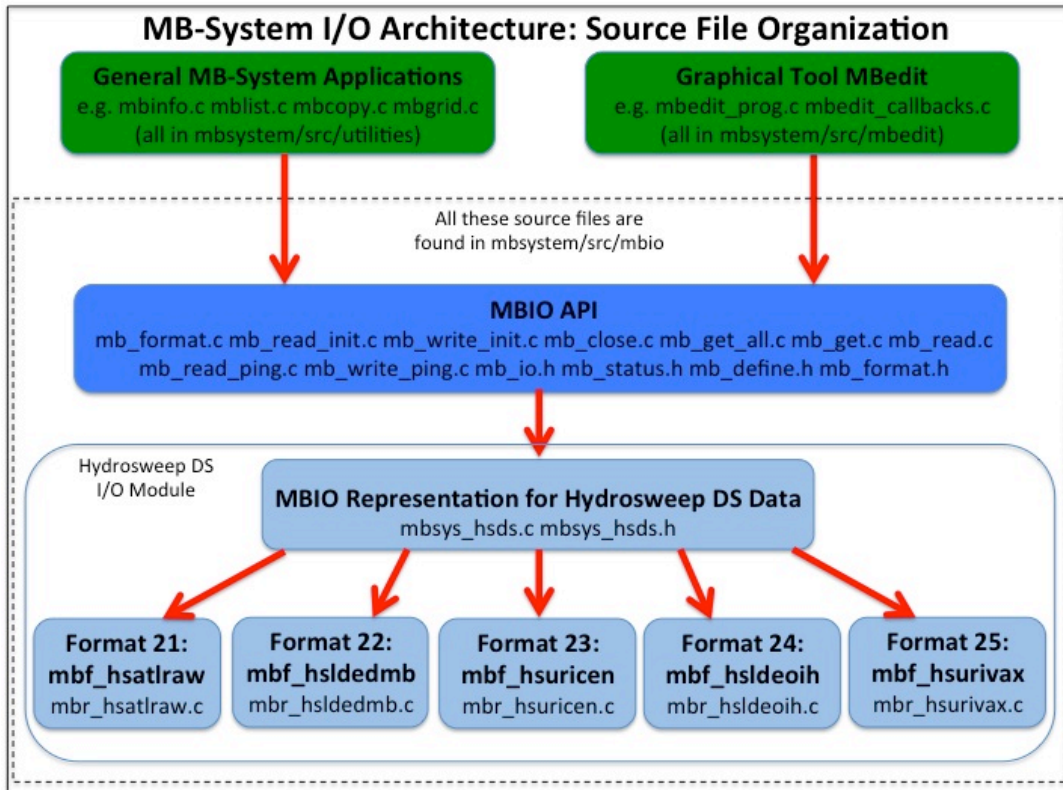 MB-System I/O Architecture: Source File Organization
General MB-System Applications
e.g. mbinfo.c mblist.c mbcopy.c mbgrid.c
(all in mbsystem/src/utilities)
Graphical Tool MBedit
e.g. mbedit_prog.c mbedit_callbacks.c
(all in mbsystem/src/mbedit)
All these source files are
found in mbsystem/src/mbio
MBIO API
mb_format.c mb_read_init.c mb_write_init.c mb_close.c mb_get_all.c mb_get.c mb_read.c
mb_read_ping.c mb_write_ping.c mb_io.h mb_status.h mb_define.h mb_format.h
Hydrosweep DS
I/O Module
MBIO Representation for Hydrosweep DS Data
mbsys_hsds.c mbsys_hsds.h
Format 21:
mbf_hsatlraw
mbr_hsatlraw.c
Format 22:
mbf_hsldedmb
mbr_hsldedmb.c
Format 23:
mbf_hsuricen
mbr_hsuricen.c
Format 24:
mbf_hsldeoih
mbr_hsldeoih.c
Format 25:
mbf_hsurivax
mbr_hsurivax.c